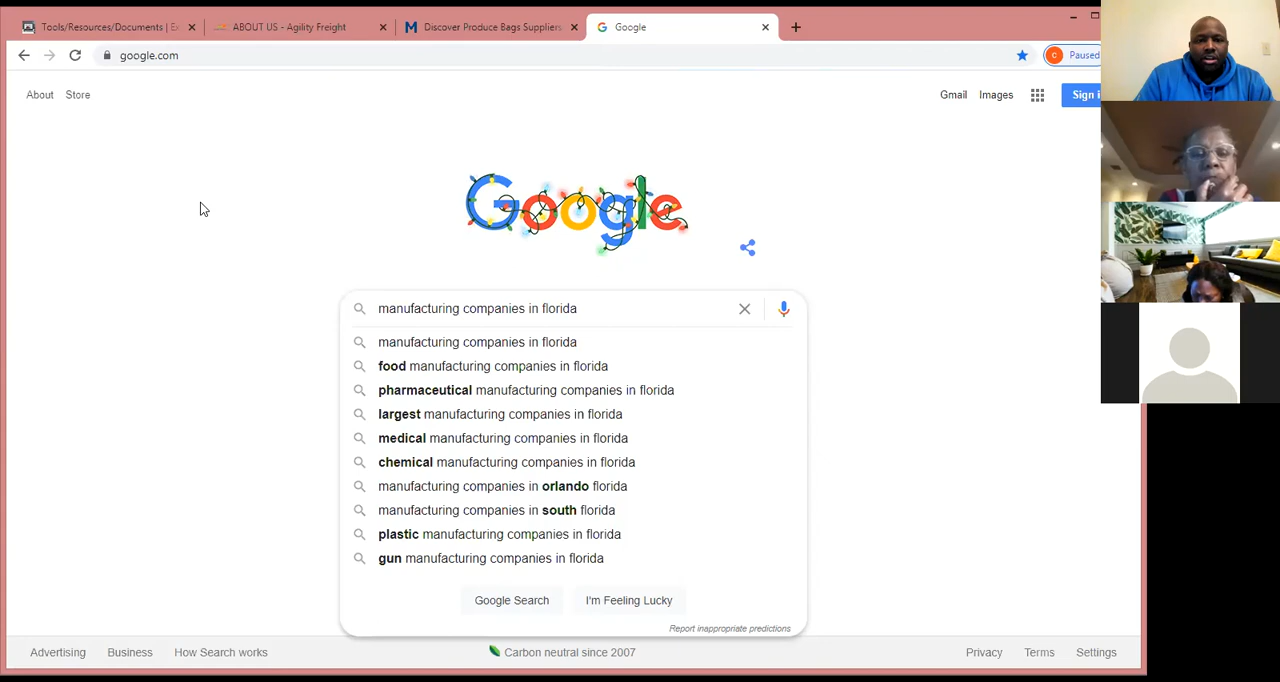 Tools/Resources/Documents | Ex
ABOUT US - Agility Freight
Discover Produce Bags Suppliers
Google
google.com
Paused
About
Store
Gmail
Images
Sign i
Google
manufacturing companies in florida
manufacturing companies in florida
food manufacturing companies in florida
pharmaceutical manufacturing companies in florida
largest manufacturing companies in florida
medical manufacturing companies in florida
chemical manufacturing companies in florida
manufacturing companies in orlando florida
manufacturing companies in south florida
plastic manufacturing companies in florida
gun manufacturing companies in florida
Google Search
I'm Feeling Lucky
Report inappropriate predictions
Advertising
Business
How Search works
Carbon neutral since 2007
Privacy
Terms
Settings